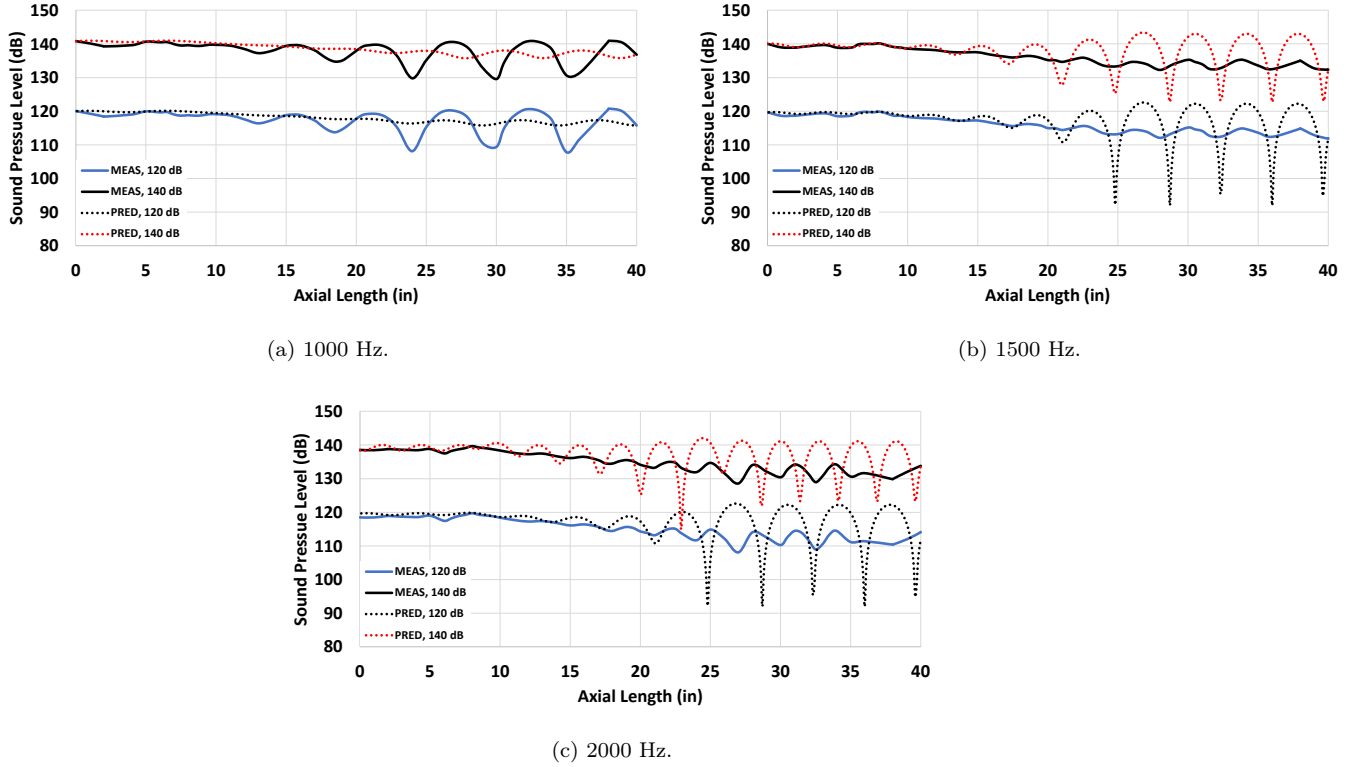 150
140
130
120
110
100
90
80
Sound Pressue Level (dB)
MEAS, 120 dB
MEAS, 140 dB
PRED, 120 dB
PRED, 140 dB
0 5 10 15 20 25 30 35 40
Axial Length (in)
(a) 1000 Hz.
150
140
130
120
110
100
90
80
Sound Pressue Level (dB)
MEAS, 120 dB
MEAS, 140 dB
PRED, 120 dB
PRED, 140 dB
0 5 10 15 20 25 30 35 40
Axial Length (in)
(b) 1500 Hz.
150
140
130
120
110
100
90
80
Sound Pressue Level (dB)
MEAS, 120 dB
MEAS, 140 dB
PRED, 120 dB
PRED, 140 dB
0 5 10 15 20 25 30 35 40
Axial Length (in)
(c) 2000 Hz.